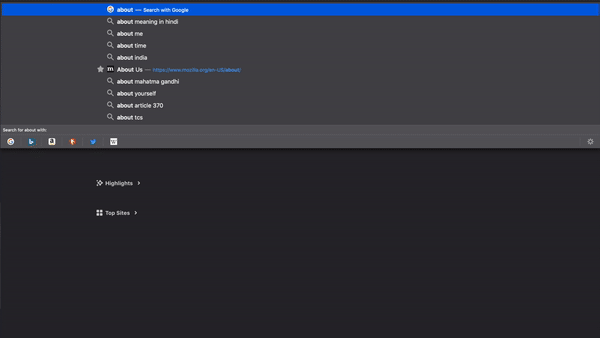 about — Search with Google
about meaning in hindi
about me
about time
about india
About Us — https://www.mozilla.org/en-US/about/
about mahatma gandhi
about yourself
about article 370
about tcs
Search for about with:
Highlights
Top Sites